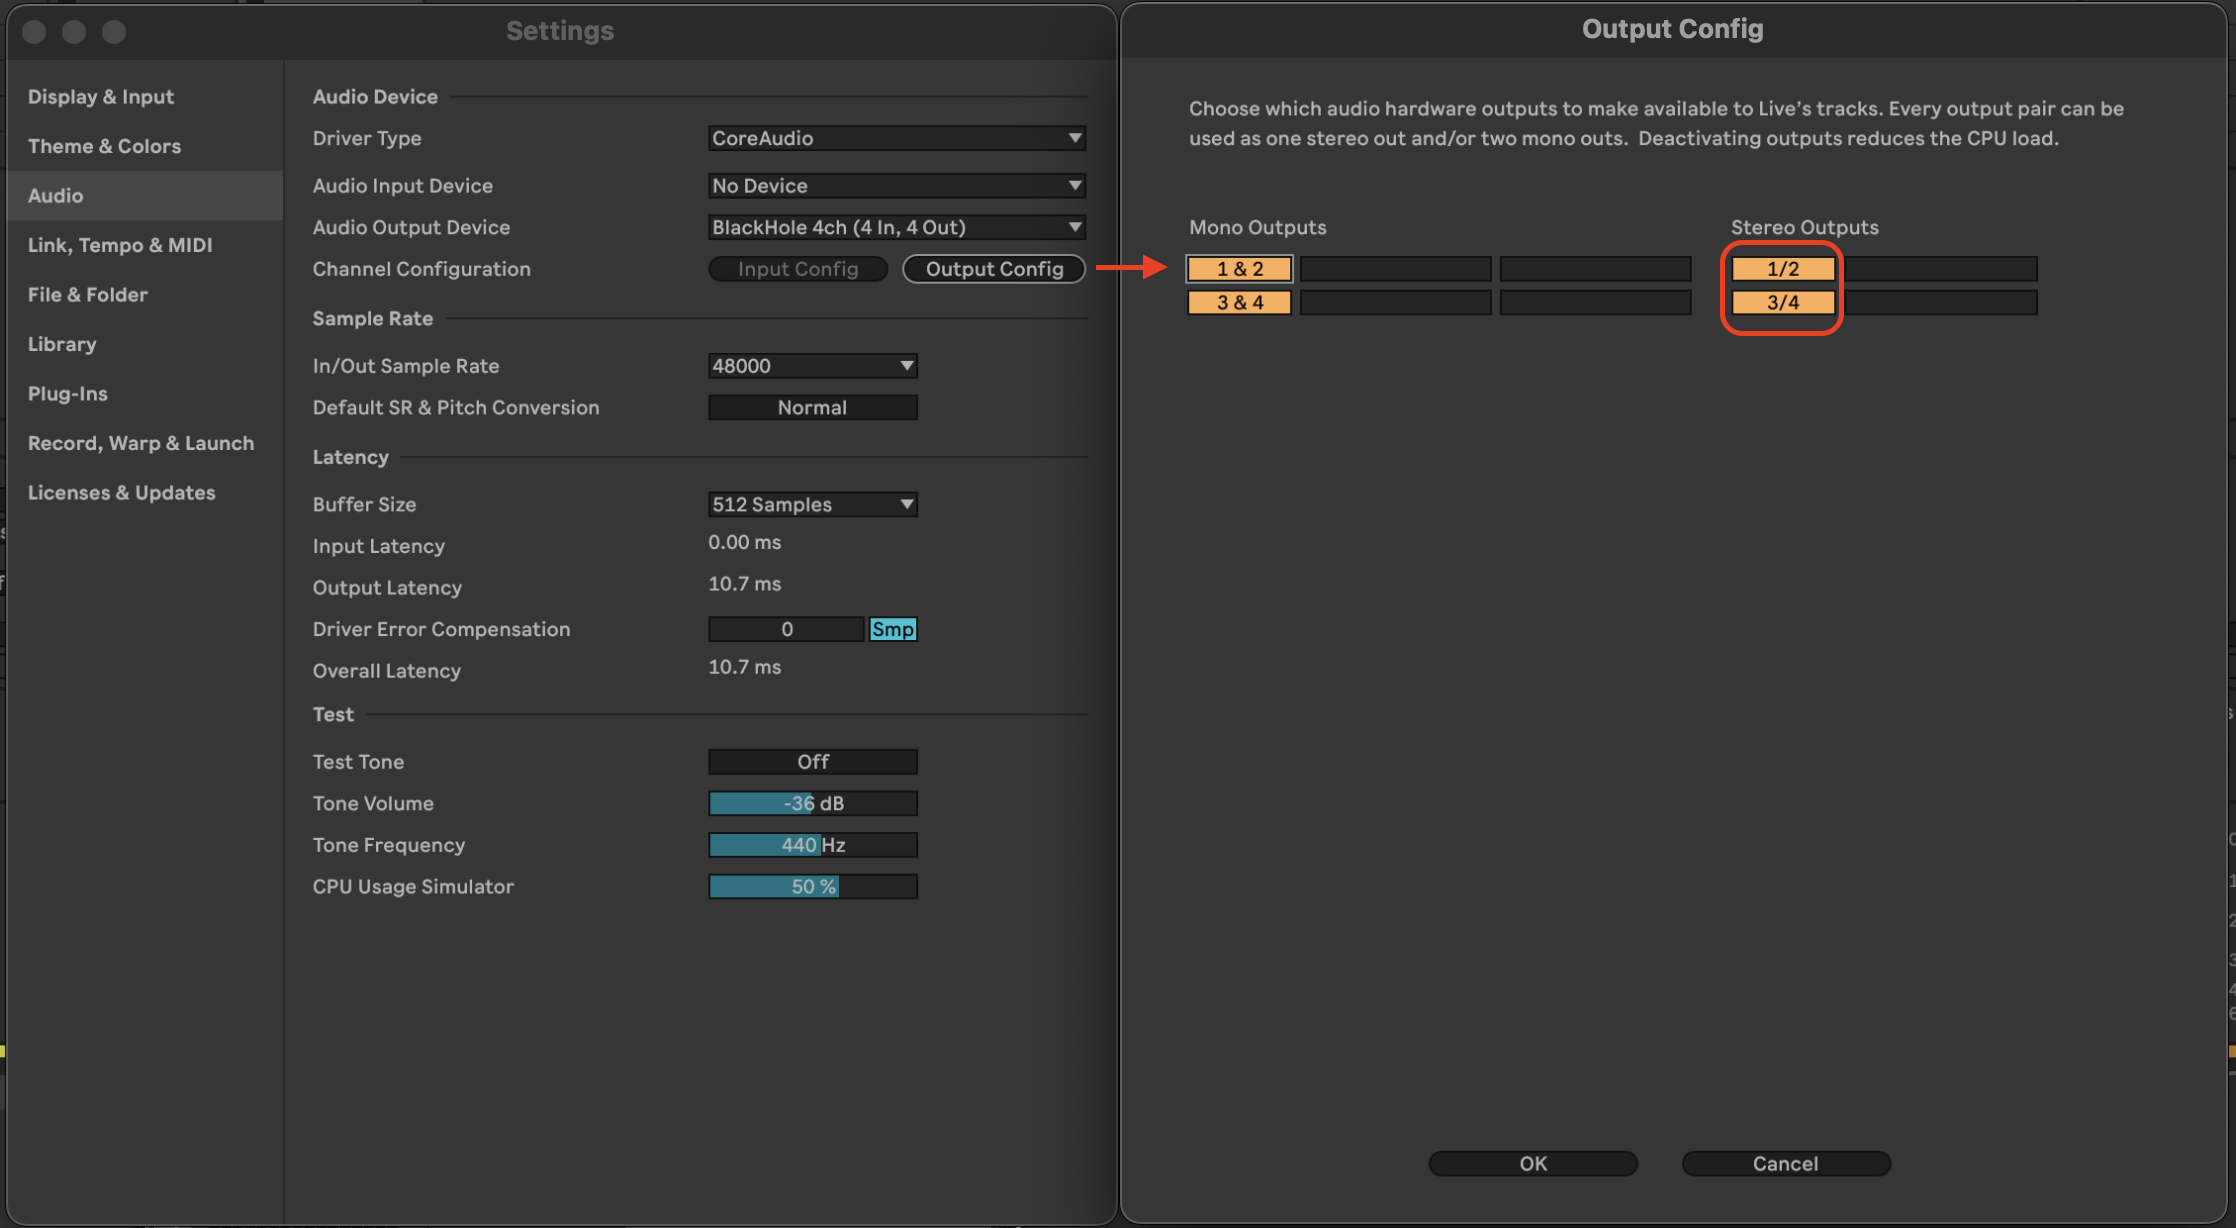 Settings
Display & Input
Theme & Colors
Audio
Link, Tempo & MIDI
File & Folder
Library
Plug-Ins
Record, Warp & Launch
Licenses & Updates
Audio Device
Driver Type CoreAudio
Audio Input Device No Device
Audio Output Device BlackHole 4ch (4 In, 4 Out)
Channel Configuration Input Config Output Config
Sample Rate
In/Out Sample Rate 48000
Default SR & Pitch Conversion Normal
Latency
Buffer Size 512 Samples
Input Latency 0.00 ms
Output Latency 10.7 ms
Driver Error Compensation 0 Smp
Overall Latency 10.7 ms
Test
Test Tone Off
Tone Volume -36 dB
Tone Frequency 440 Hz
CPU Usage Simulator 50 %
Output Config
Choose which audio hardware outputs to make available to Live's tracks. Every output pair can be
used as one stereo out and/or two mono outs.  Deactivating outputs reduces the CPU load.
Mono Outputs Stereo Outputs
1 & 2 1/2
3 & 4 3/4
OK Cancel